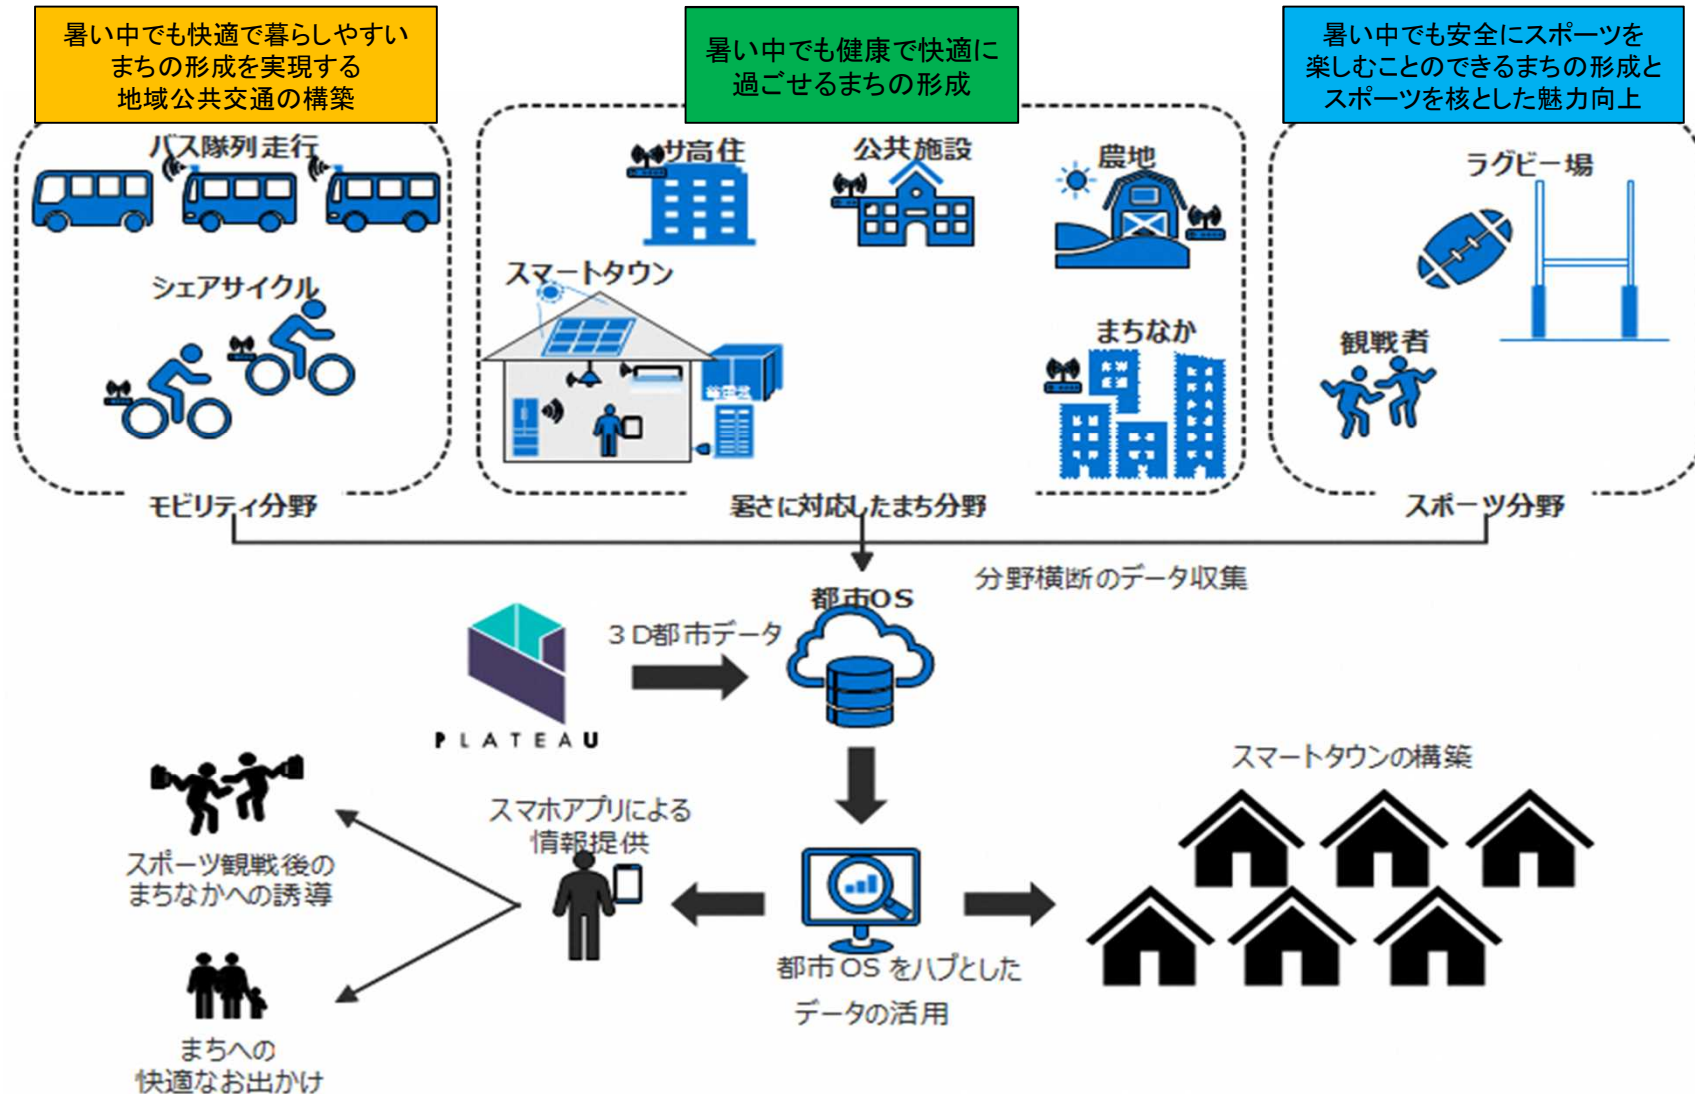 暑い中でも快適で暮らしやすい
まちの形成を実現する
地域公共交通の構築
暑い中でも健康で快適に
過ごせるまちの形成
暑い中でも安全にスポーツを
楽しむことのできるまちの形成と
スポーツを核とした魅力向上
バス隊列走行
シェアサイクル
モビリティ分野
サ高住
公共施設
農地
スマートタウン
蓄電池
まちなか
暑さに対応したまち分野
ラグビー場
観戦者
スポーツ分野
分野横断のデータ収集
都市OS
3D都市データ
PLATEAU
スマホアプリによる
情報提供
スポーツ観戦後の
まちなかへの誘導
まちへの
快適なお出かけ
都市OSをハブとした
データの活用
スマートタウンの構築